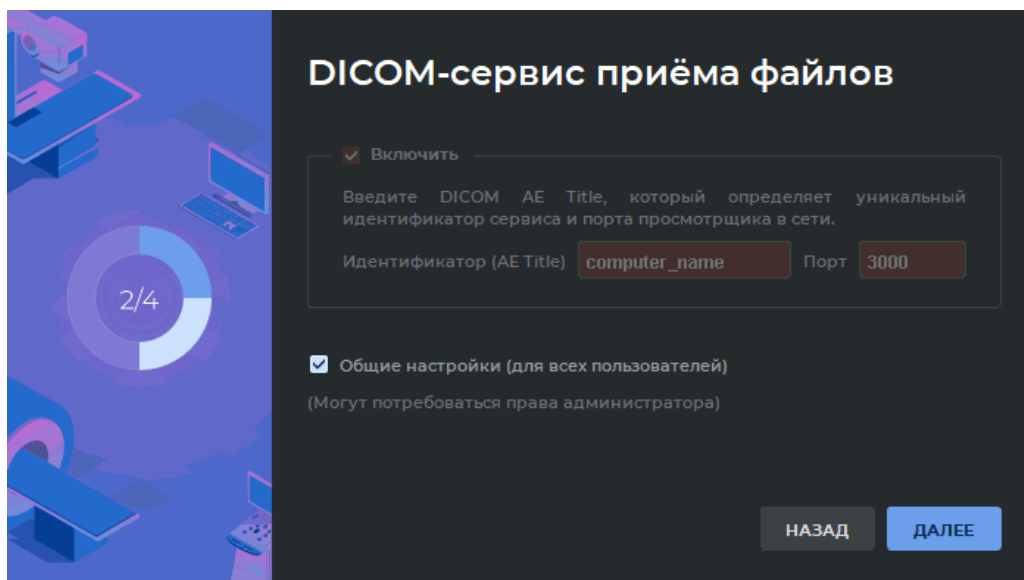 DICOM-сервис приёма файлов
Включить
Введите DICOM AE Title, который определяет уникальный
идентификатор сервиса и порта просмотрщика в сети.
Идентификатор (AE Title) computer_name Порт 3000
2/4
Общие настройки (для всех пользователей)
(Могут потребоваться права администратора)
НАЗАД ДАЛЕЕ